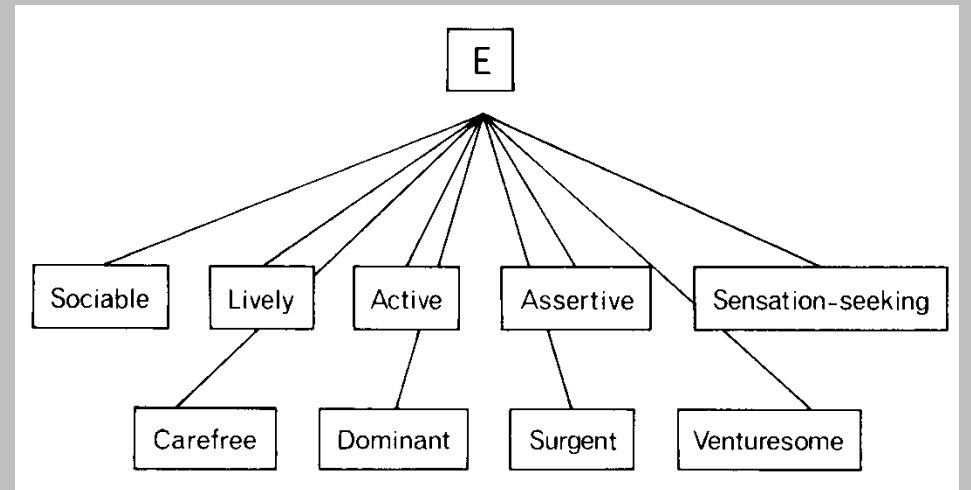 E
Sociable Lively Active Assertive Sensation-seeking
Carefree Dominant Surgent Venturesome